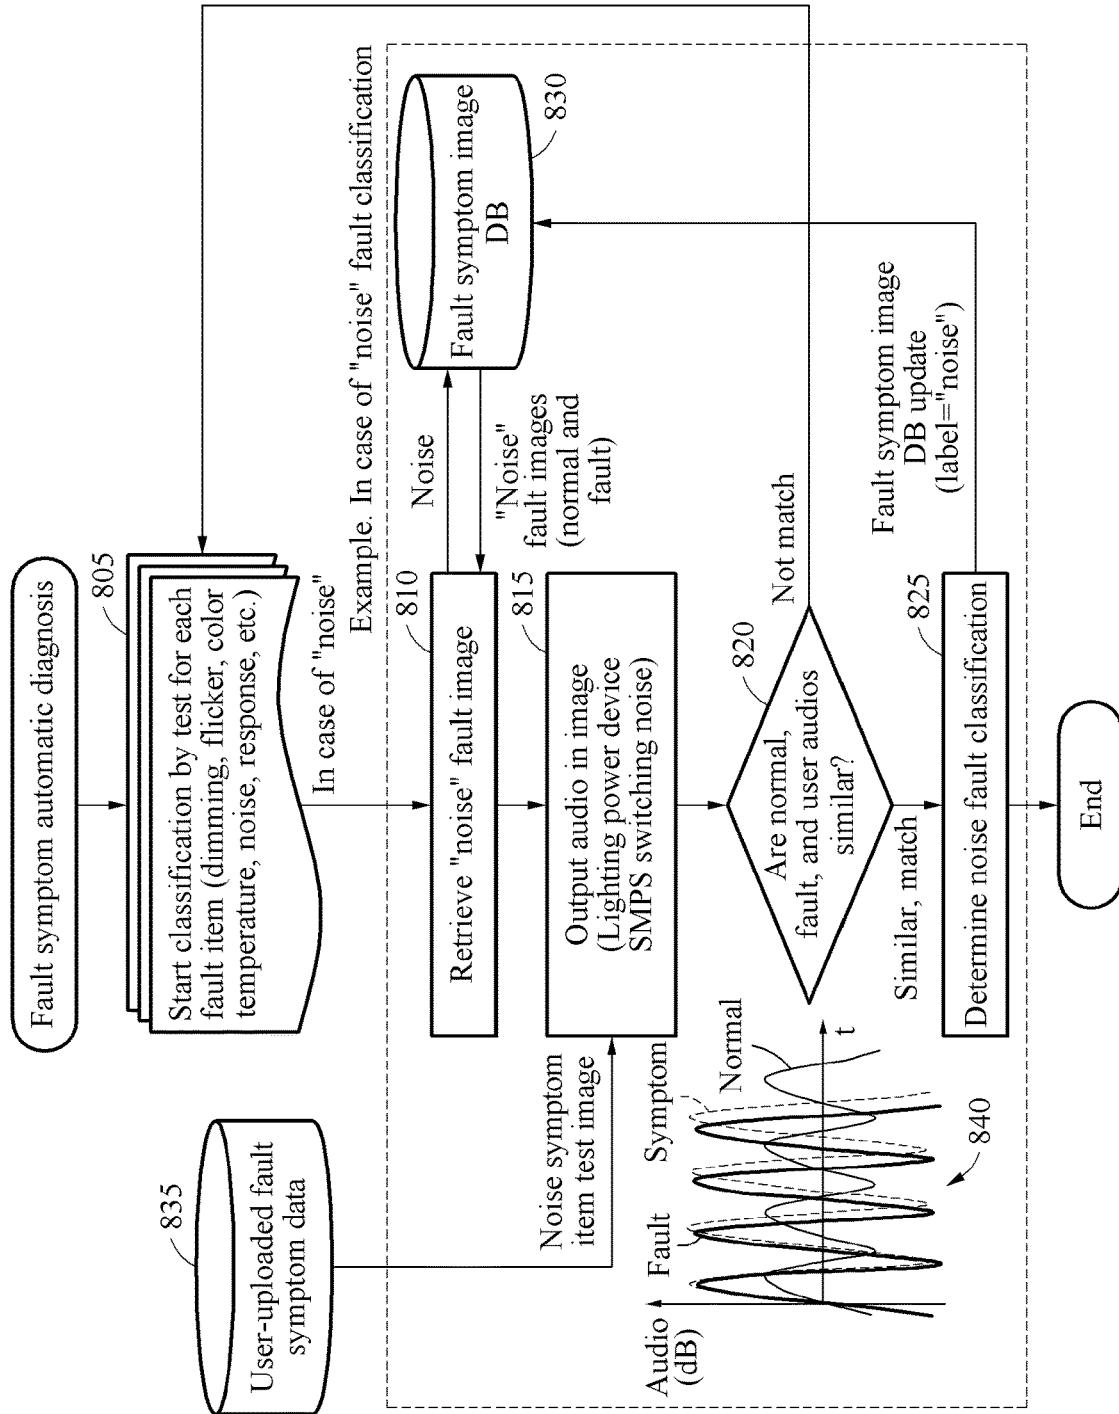 Fault symptom automatic diagnosis
805
Start classification by test for each
fault item (dimming, flicker, color
temperature, noise, response, etc.)
In case of "noise"
835
User-uploaded fault
symptom data
Example. In case of "noise" fault classification
810
Retrieve "noise" fault image
Noise
"Noise"
fault images
(normal and
fault)
Fault symptom image
DB
830
Noise symptom
item test image
815
Output audio in image
(Lighting power device
SMPS switching noise)
Audio
(dB)
Fault
Symptom
Normal
t
840
820
Are normal,
fault, and user audios
similar?
Not match
Similar, match
825
Determine noise fault classification
Fault symptom image
DB update
(label="noise")
End